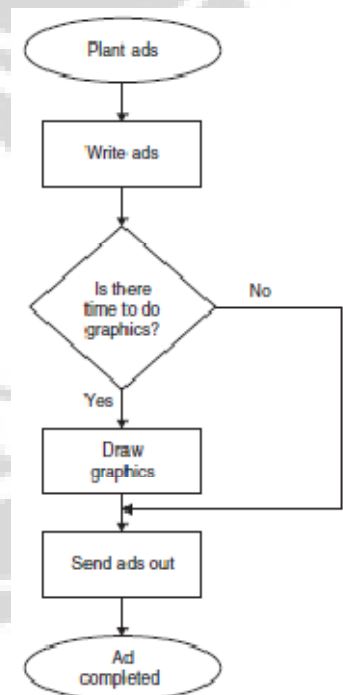 Plant ads
Write ads
Is there
time to do
graphics?
No
Yes
Draw
graphics
Send ads out
Ad
completed